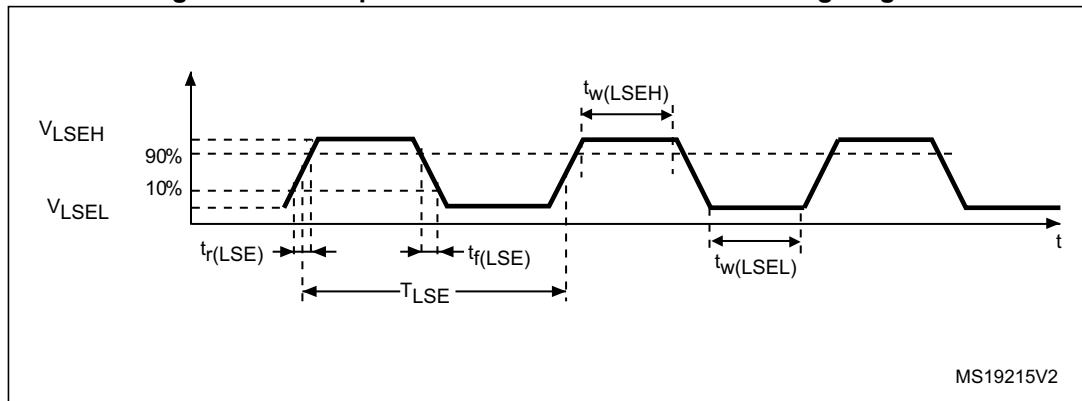 tw(LSEH)
VLSEH
90%
10%
VLSEL
t
tr(LSE)
tf(LSE)
tw(LSEL)
TLSE
MS19215V2